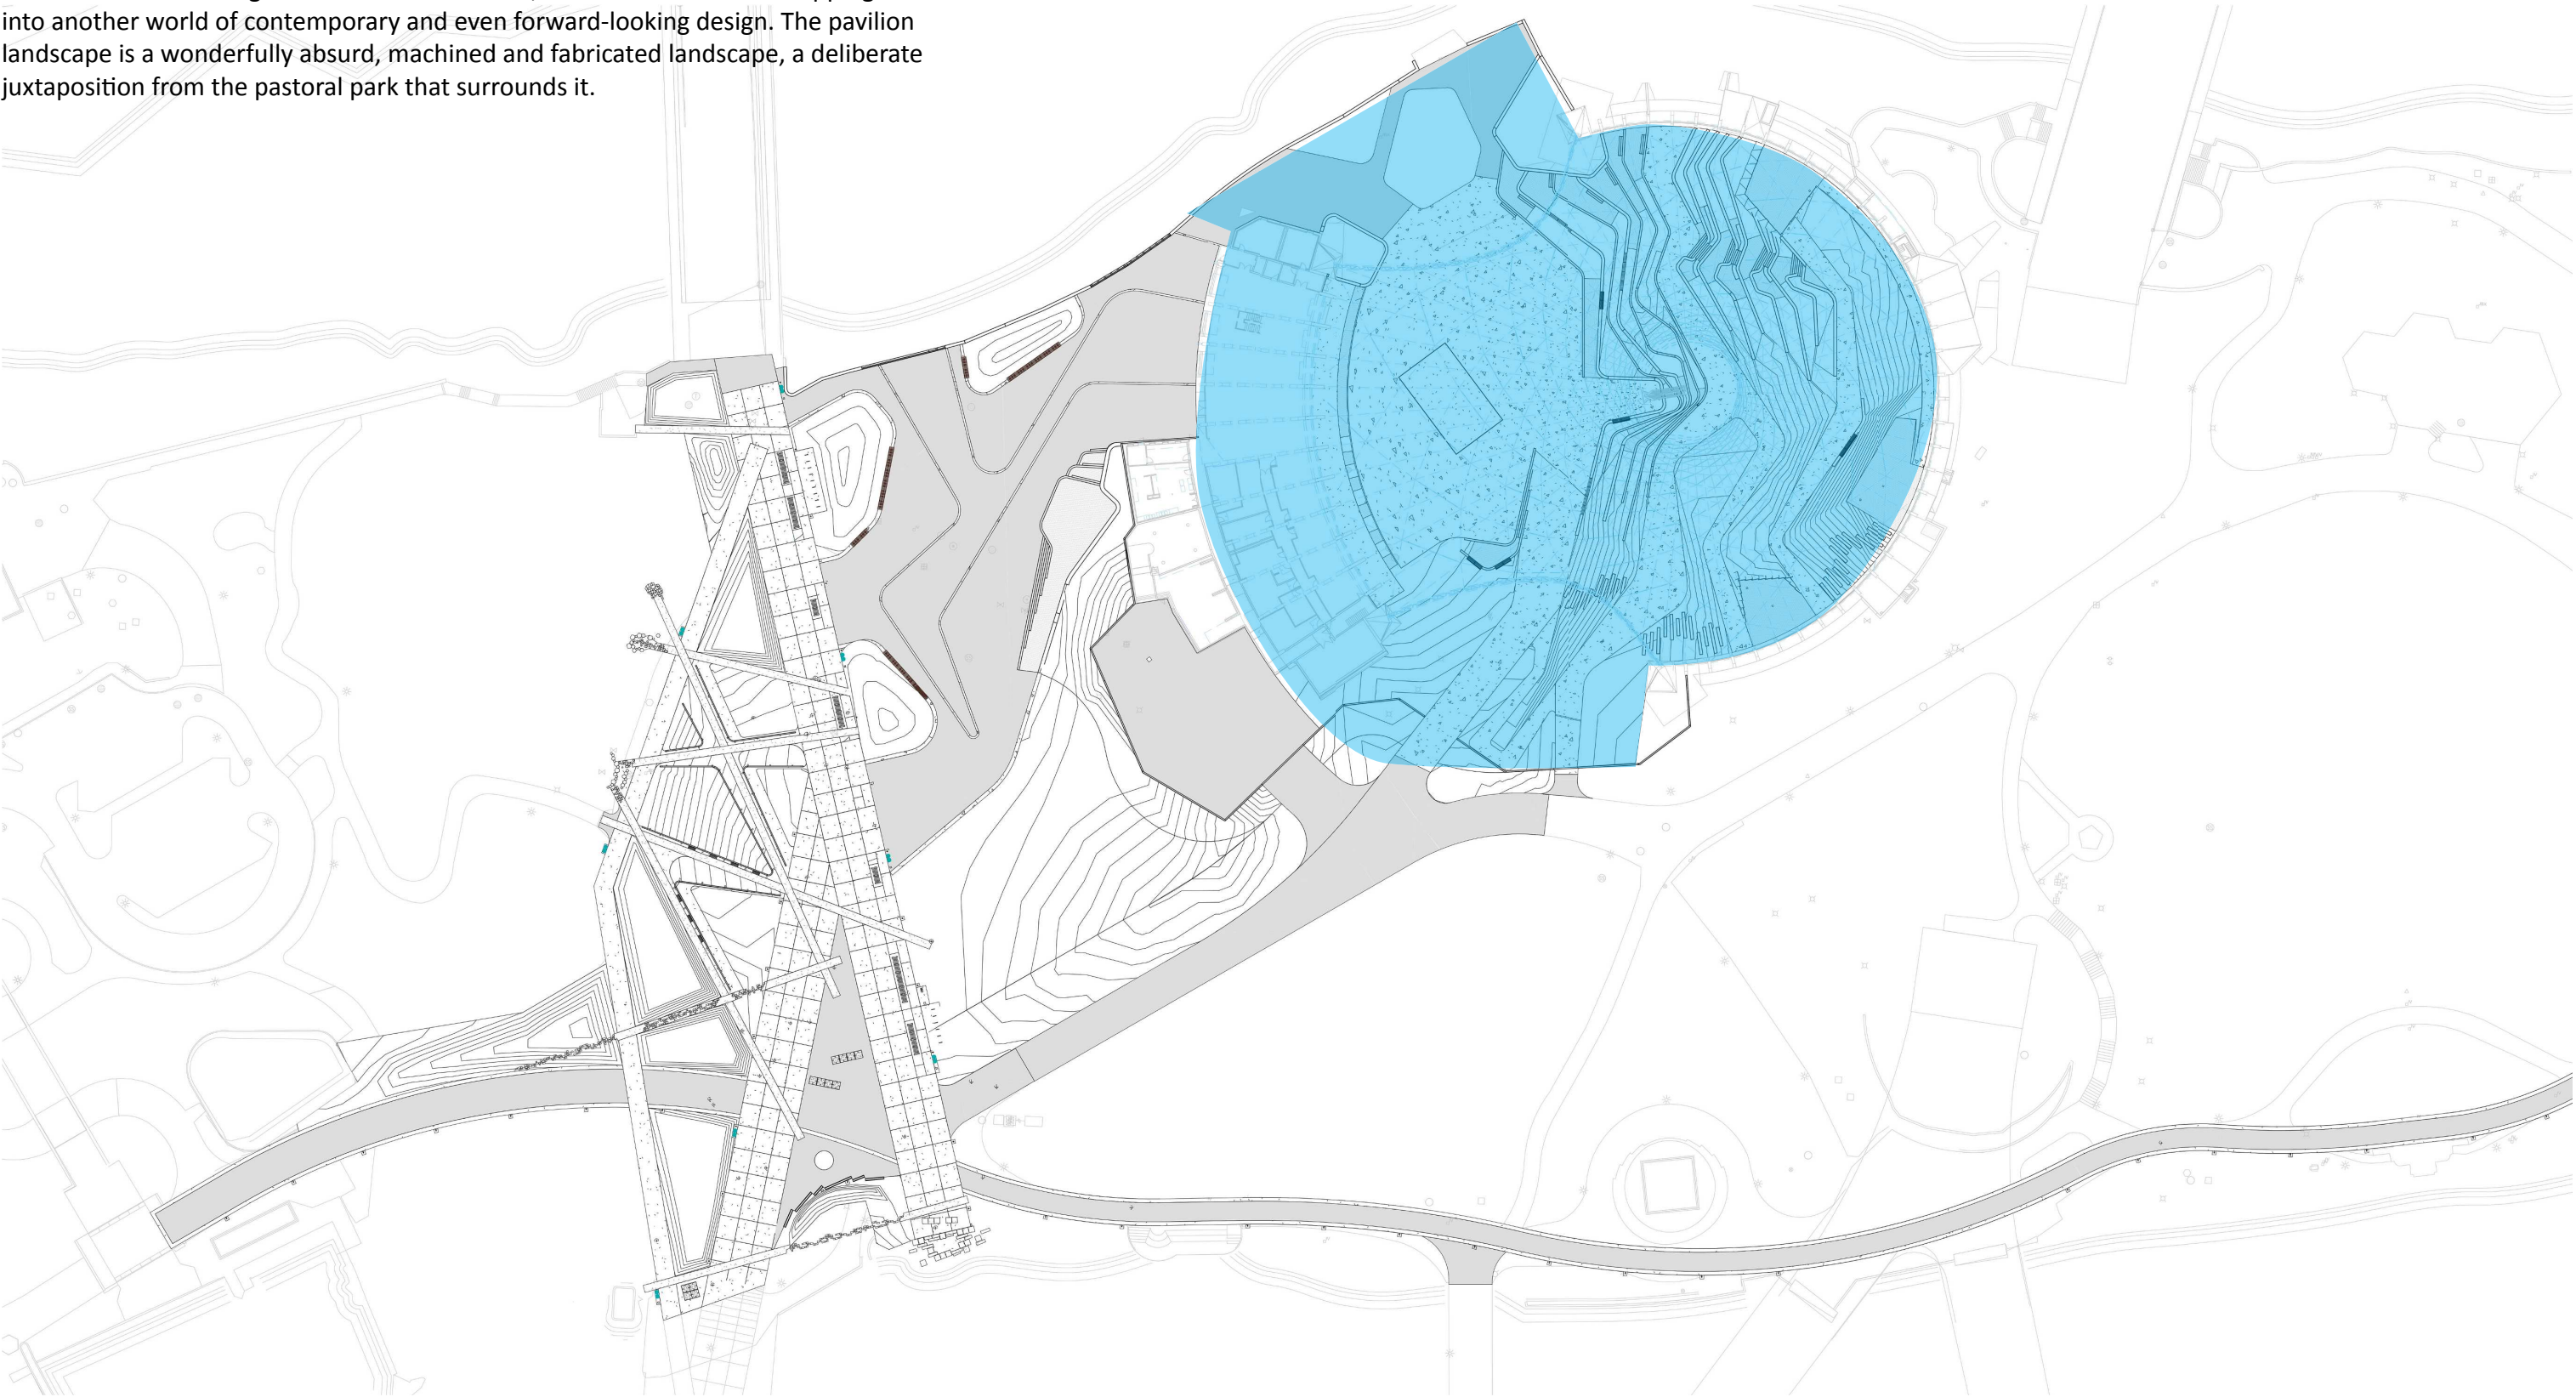 into another world of contemporary and even forward-looking design. The pavilion
landscape is a wonderfully absurd, machined and fabricated landscape, a deliberate
juxtaposition from the pastoral park that surrounds it.